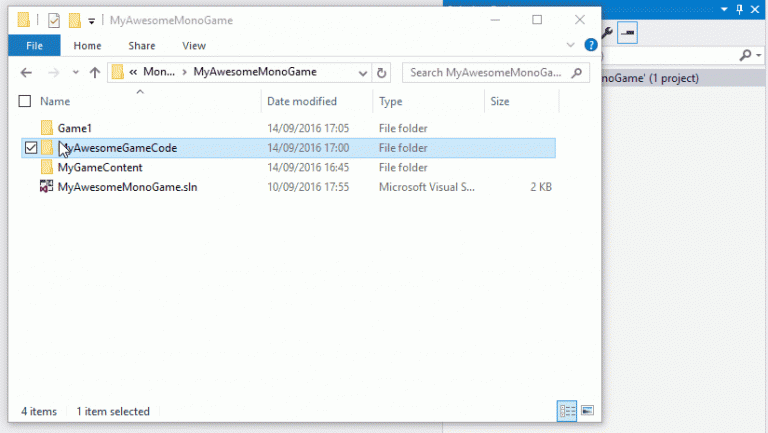 MyAwesomeMonoGame
File Home Share View
« Mon... > MyAwesomeMonoGame Search MyAwesomeMonoGa...
Name Date modified Type Size
Game1 14/09/2016 17:05 File folder
MyAwesomeGameCode 14/09/2016 17:00 File folder
MyGameContent 14/09/2016 16:45 File folder
MyAwesomeMonoGame.sln 10/09/2016 17:55 Microsoft Visual S... 2 KB
4 items 1 item selected
noGame' (1 project)